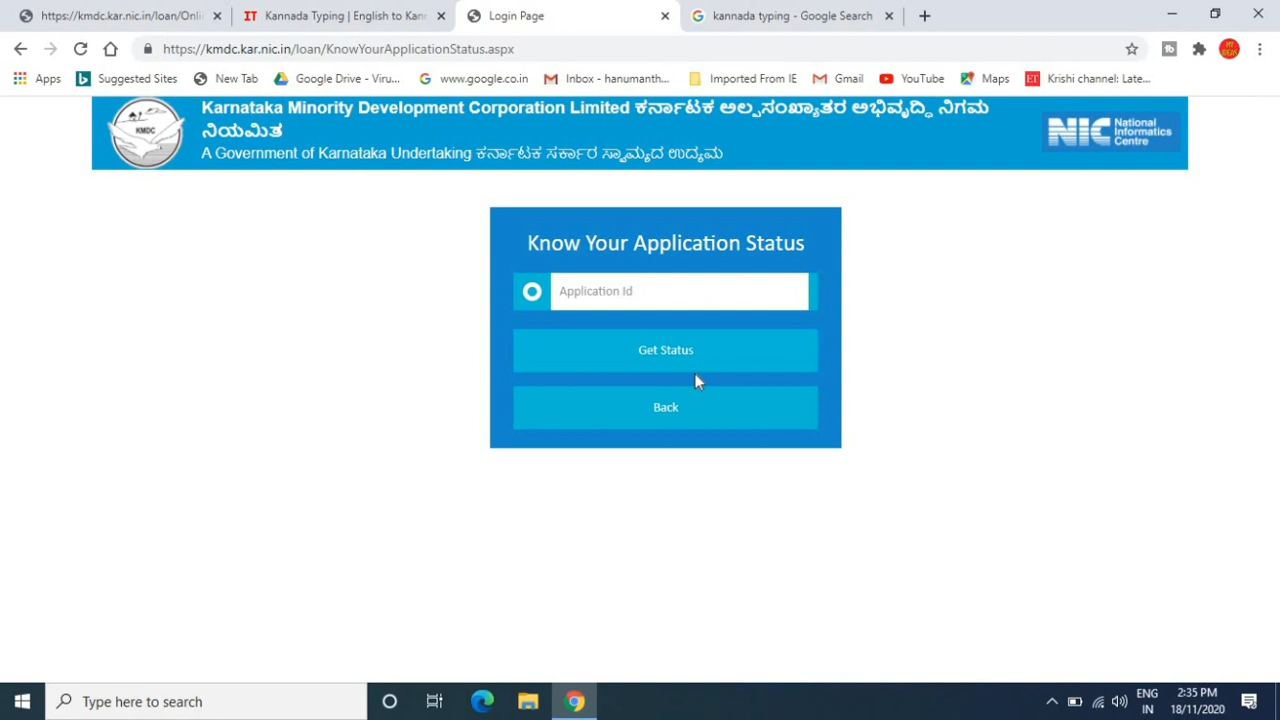 https://kmdc.kar.nic.in/loan/Onli
Kannada Typing | English to Kan
Login Page
kannada typing - Google Search
https://kmdc.kar.nic.in/loan/KnowYourApplicationStatus.aspx
Apps
Suggested Sites
New Tab
Google Drive - Viru...
www.google.co.in
Inbox - hanumanth...
Imported From IE
Gmail
YouTube
Maps
Krishi channel: Late...
KMDC
Karnataka Minority Development Corporation Limited ಕರ್ನಾಟಕ ಅಲ್ಪಸಂಖ್ಯಾತರ ಅಭಿವೃದ್ಧಿ ನಿಗಮ
ನಿಯಮಿತ
A Government of Karnataka Undertaking ಕರ್ನಾಟಕ ಸರ್ಕಾರ ಸ್ವಾಮ್ಯದ ಉದ್ಯಮ
NIC National
Informatics
Centre
Know Your Application Status
Application Id
Get Status
Back
Type here to search
ENG
IN
2:35 PM
18/11/2020